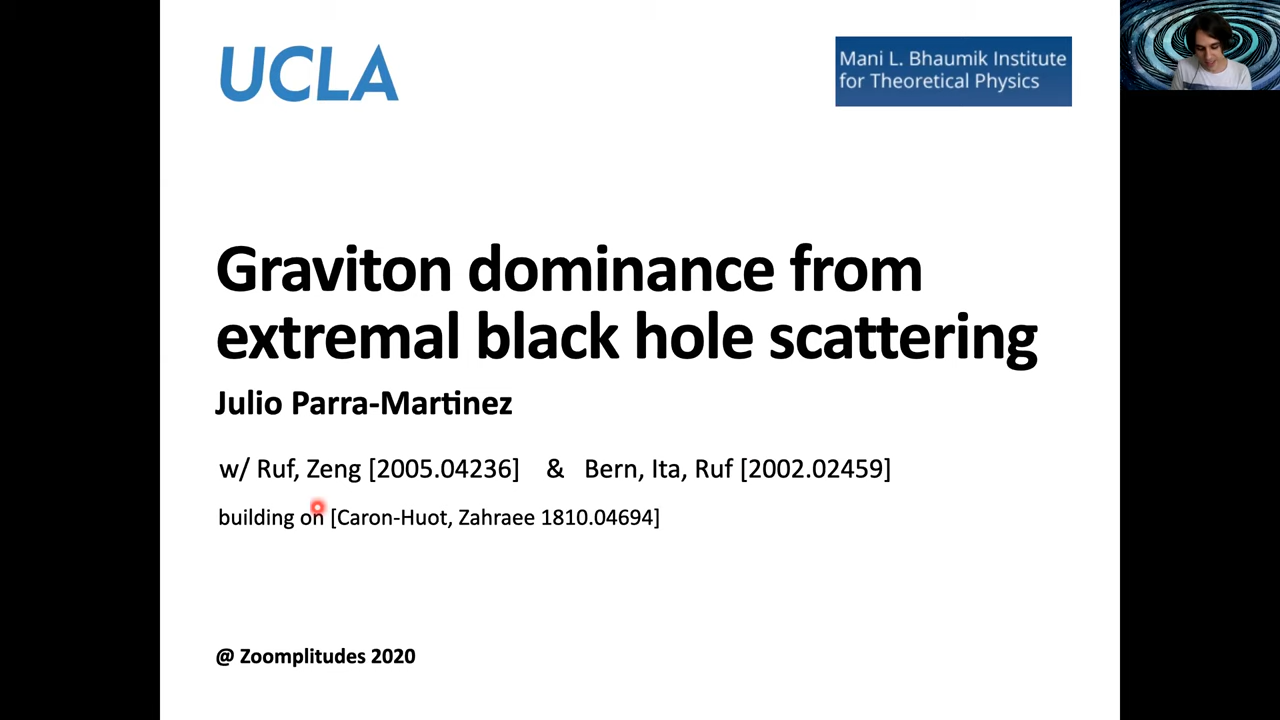 UCLA
Mani L. Bhaumik Institute
for Theoretical Physics
Graviton dominance from
extremal black hole scattering
Julio Parra-Martinez
w/ Ruf, Zeng [2005.04236] & Bern, Ita, Ruf [2002.02459]
building on [Caron-Huot, Zahraee 1810.04694]
@ Zoomplitudes 2020